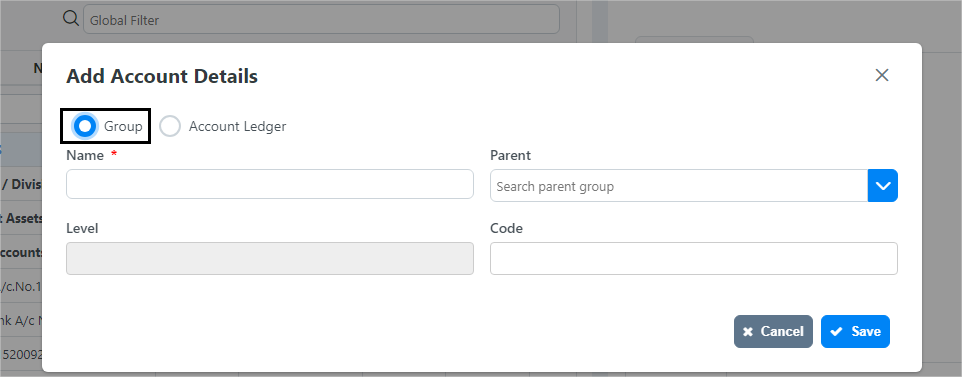 Global Filter
N
Add Account Details
Group
Account Ledger
Name *
Parent
Search parent group
Level
Code
/ Divis
t Assets
ccounts
A/c.No.1
nk A/c N
520092
Cancel
Save